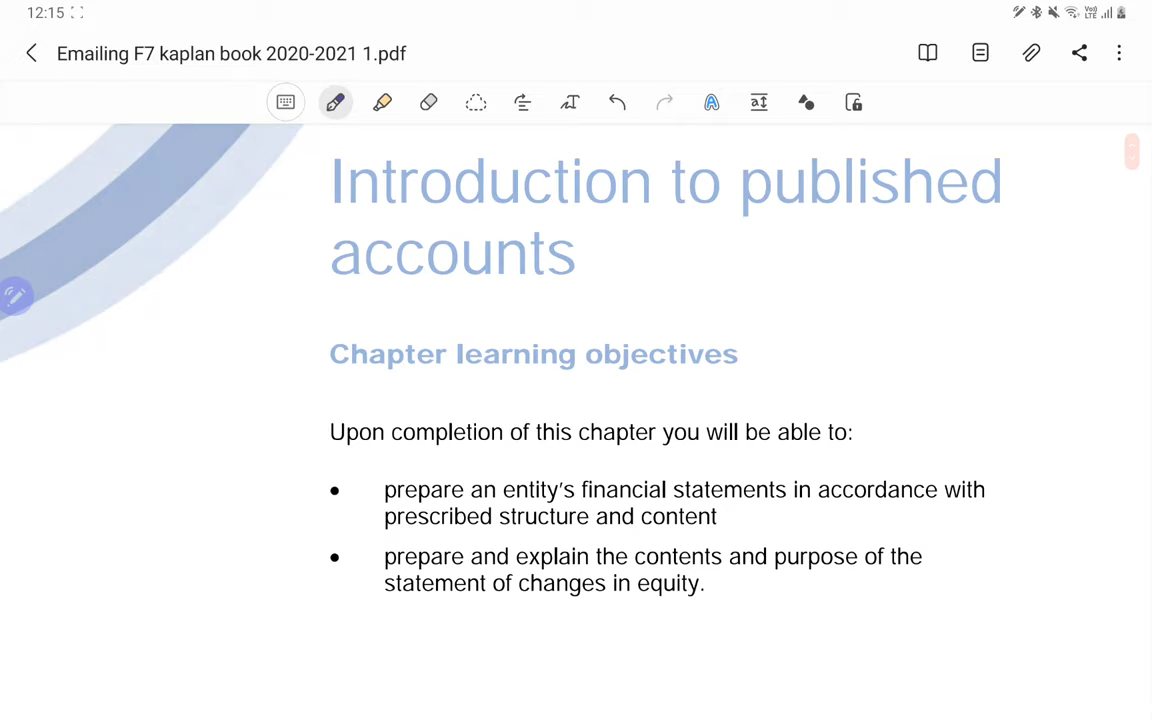 12:15
Vo))
LTE
Emailing F7 kaplan book 2020-2021 1.pdf
Introduction to published
accounts
Chapter learning objectives
Upon completion of this chapter you will be able to:
• prepare an entity's financial statements in accordance with
prescribed structure and content
• prepare and explain the contents and purpose of the
statement of changes in equity.